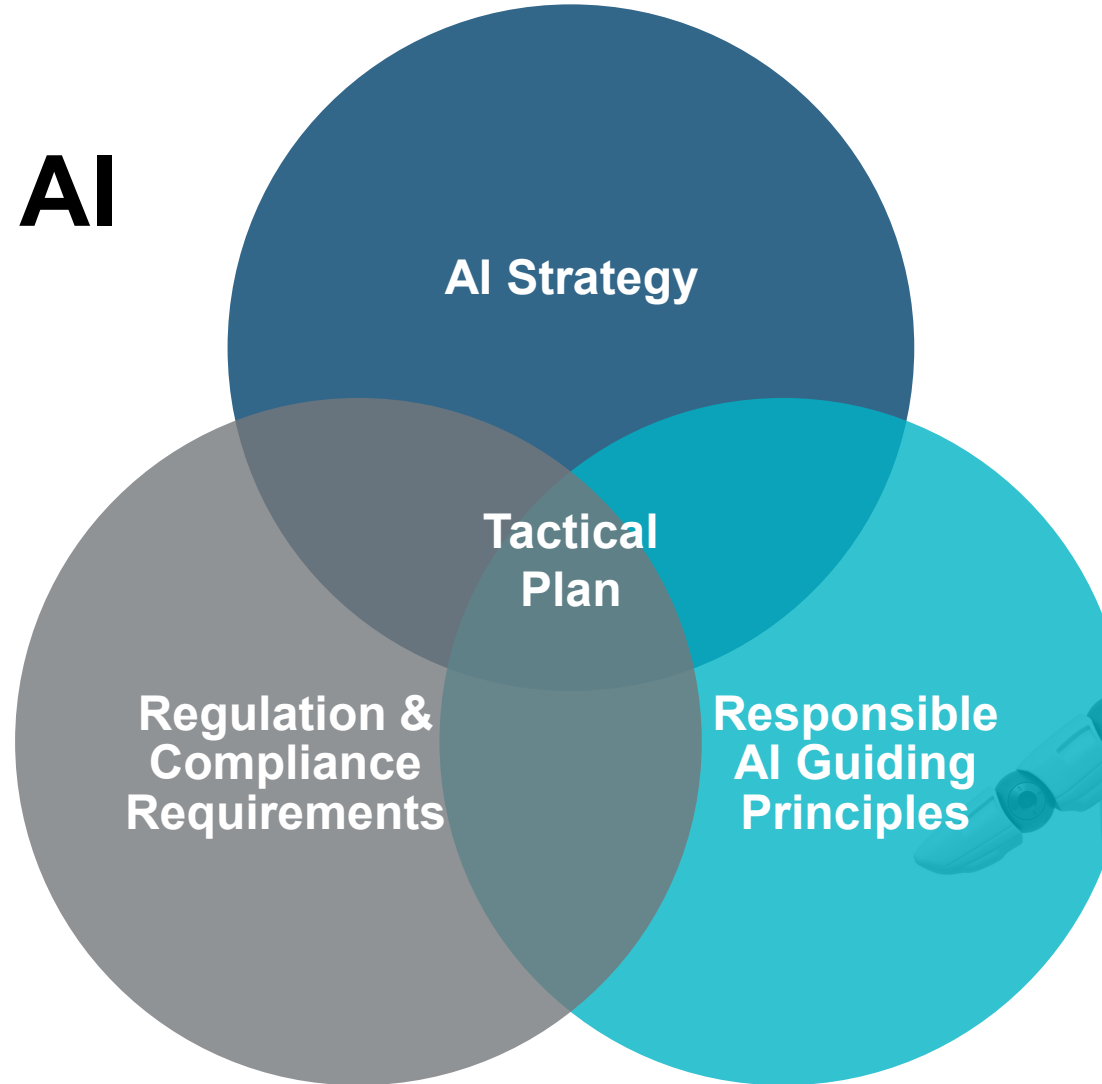 AI
AI Strategy
Tactical
Plan
Regulation &
Compliance
Requirements
Responsible
AI Guiding
Principles